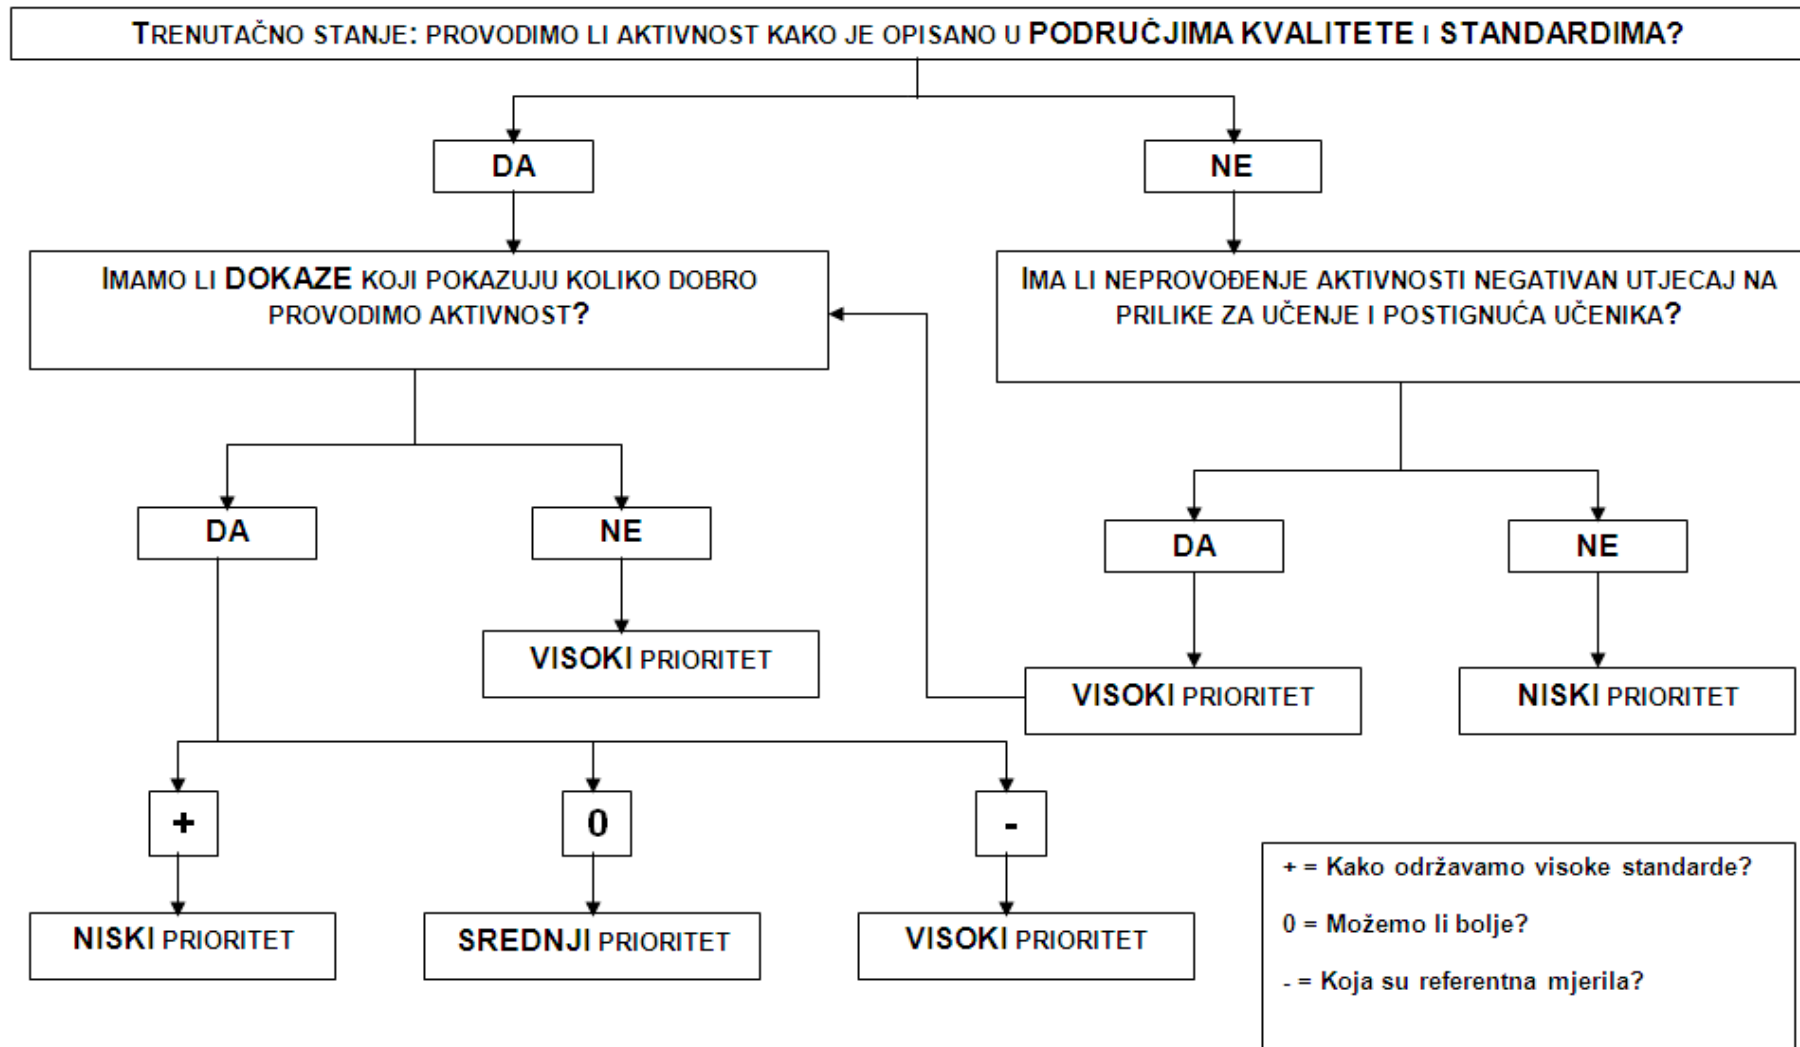 TRENUTAČNO STANJE: PROVODIMO LI AKTIVNOST KAKO JE OPISANO U PODRUČJIMA KVALITETE I STANDARDIMA?
DA
NE
IMAMO LI DOKAZE KOJI POKAZUJU KOLIKO DOBRO
PROVODIMO AKTIVNOST?
IMA LI NEPROVOĐENJE AKTIVNOSTI NEGATIVAN UTJECAJ NA
PRILIKE ZA UČENJE I POSTIGNUĆA UČENIKA?
DA
NE
DA
NE
VISOKI PRIORITET
VISOKI PRIORITET
NISKI PRIORITET
+
0
-
NISKI PRIORITET
SREDNJI PRIORITET
VISOKI PRIORITET
+ = Kako održavamo visoke standarde?
0 = Možemo li bolje?
- = Koja su referentna mjerila?